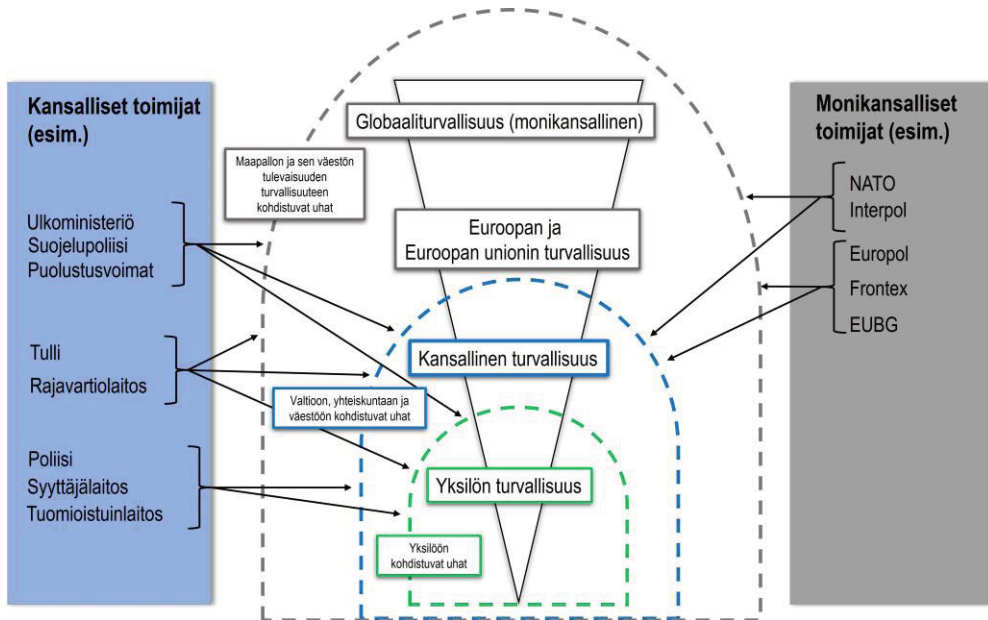 Kansalliset toimijat
(esim.)
Ulkoministeriö
Suojelupoliisi
Puolustusvoimat
Tulli
Rajavartiolaitos
Poliisi
Syyttäjälaitos
Tuomioistuinlaitos
Globaaliturvallisuus (monikansallinen)
Maapallon ja sen väestön
tulevaisuuden
turvallisuuteen
kohdistuvat uhat
Euroopan ja
Euroopan unionin turvallisuus
Kansallinen turvallisuus
Valtioon, yhteiskuntaan ja
väestöön kohdistuvat uhat
Yksilön turvallisuus
Yksilöön
kohdistuvat uhat
Monikansalliset
toimijat (esim.)
NATO
Interpol
Europol
Frontex
EUBG